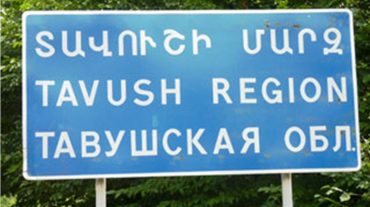 ՏԱՎՈՒՇԻ ՄԱՐԶ
TAVUSH REGION
ТАВУШСКАЯ ОБЛ.